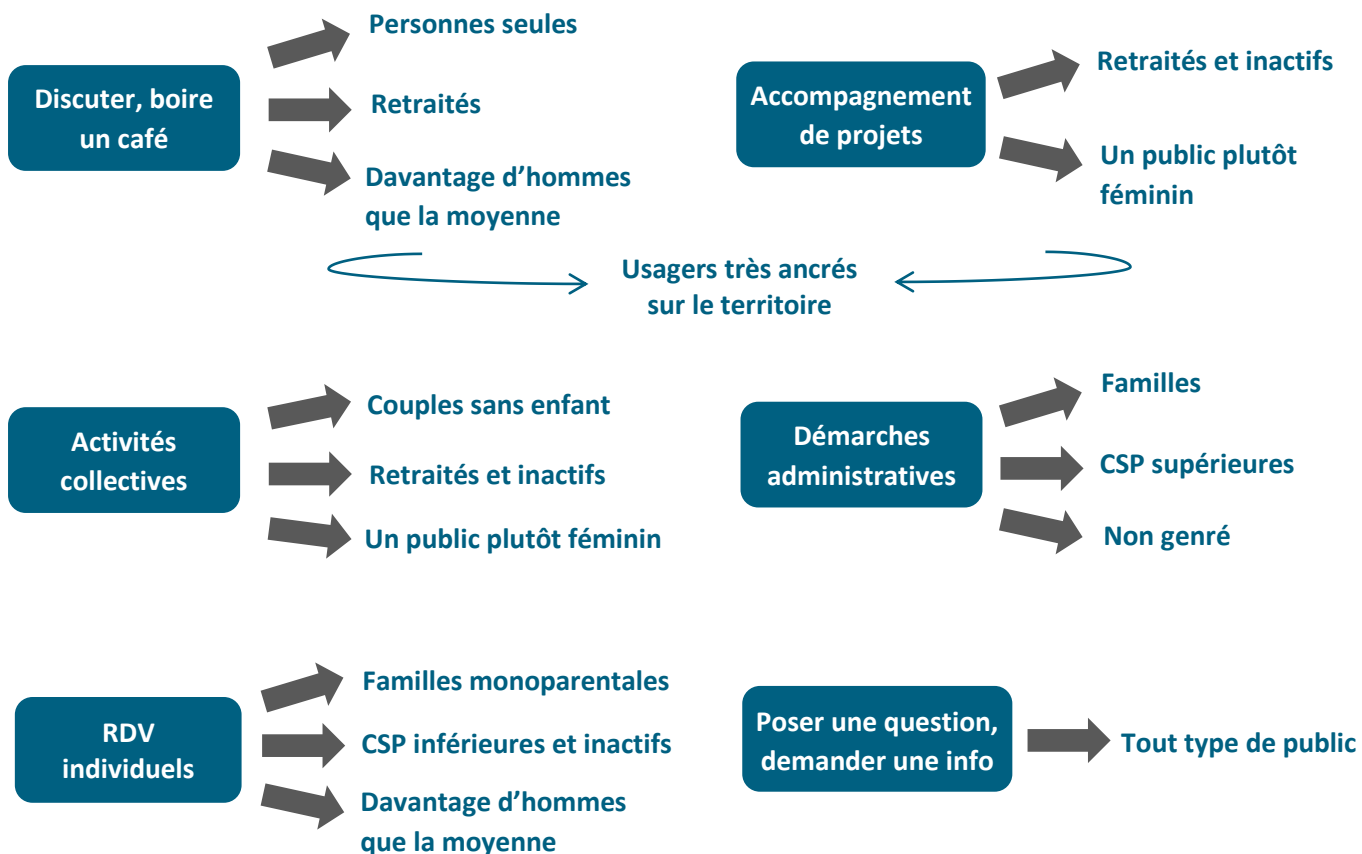 Discuter, boire
un café
Personnes seules
Retraités
Davantage d’hommes
que la moyenne
Accompagnement
de projets
Retraités et inactifs
Un public plutôt
féminin
Usagers très ancrés
sur le territoire
Activités
collectives
Couples sans enfant
Retraités et inactifs
Un public plutôt féminin
Démarches
administratives
Familles
CSP supérieures
Non genré
RDV
individuels
Familles monoparentales
CSP inférieures et inactifs
Davantage d’hommes
que la moyenne
Poser une question,
demander une info
Tout type de public